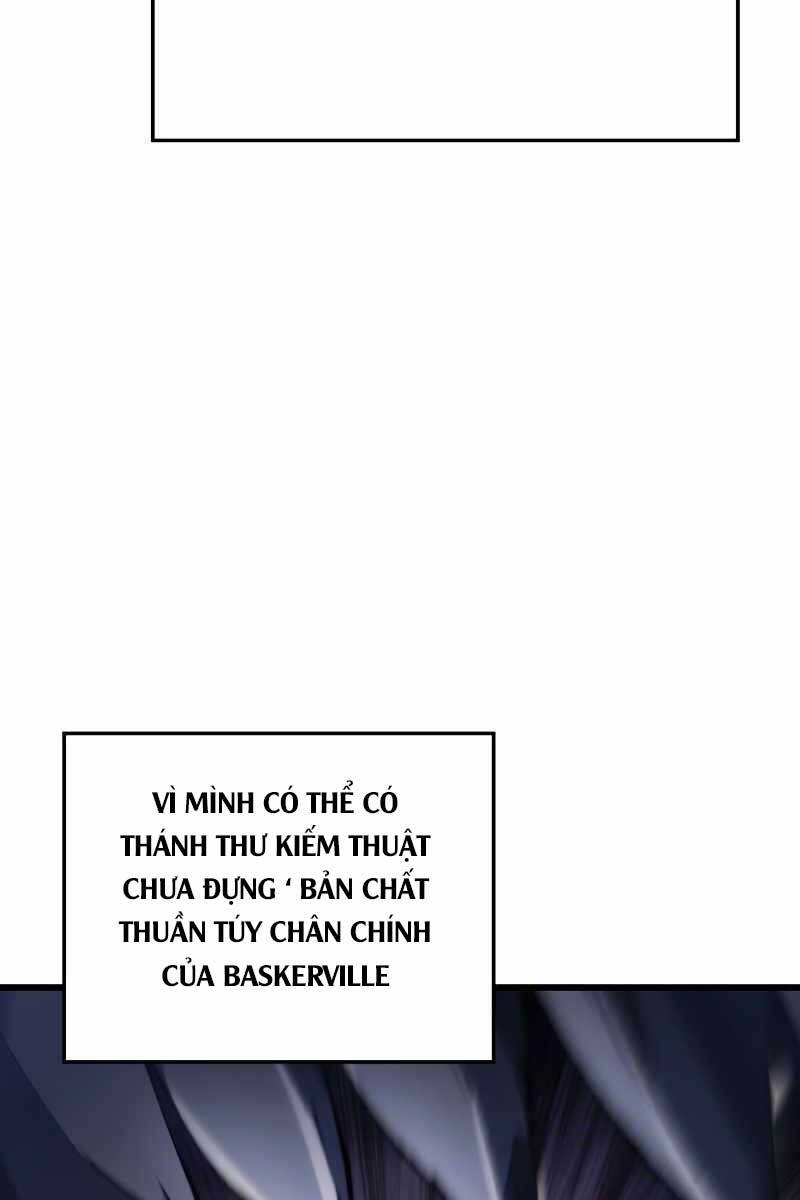 VÌ MÌNH CÓ THỂ CÓ
THÁNH THƯ KIẾM THUẬT
CHƯA ĐỰNG ‘ BẢN CHẤT
THUẦN TÚY CHÂN CHÍNH
CỦA BASKERVILLE